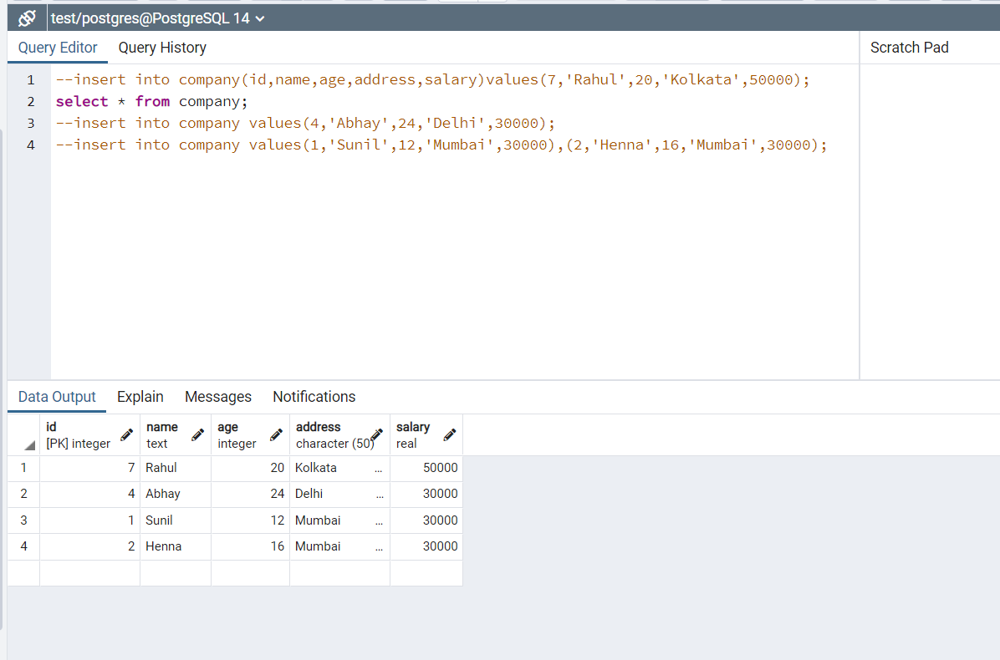 test/postgres@PostgreSQL 14
Query Editor Query History Scratch Pad
1 --insert into company(id,name,age,address,salary)values(7,'Rahul',20,'Kolkata',50000);
2 select * from company;
3 --insert into company values(4,'Abhay',24,'Delhi',30000);
4 --insert into company values(1,'Sunil',12,'Mumbai',30000),(2,'Henna',16,'Mumbai',30000);
Data Output Explain Messages Notifications
id name age address salary
[PK] integer text integer character (50) real
1 7 Rahul 20 Kolkata ... 50000
2 4 Abhay 24 Delhi ... 30000
3 1 Sunil 12 Mumbai ... 30000
4 2 Henna 16 Mumbai ... 30000